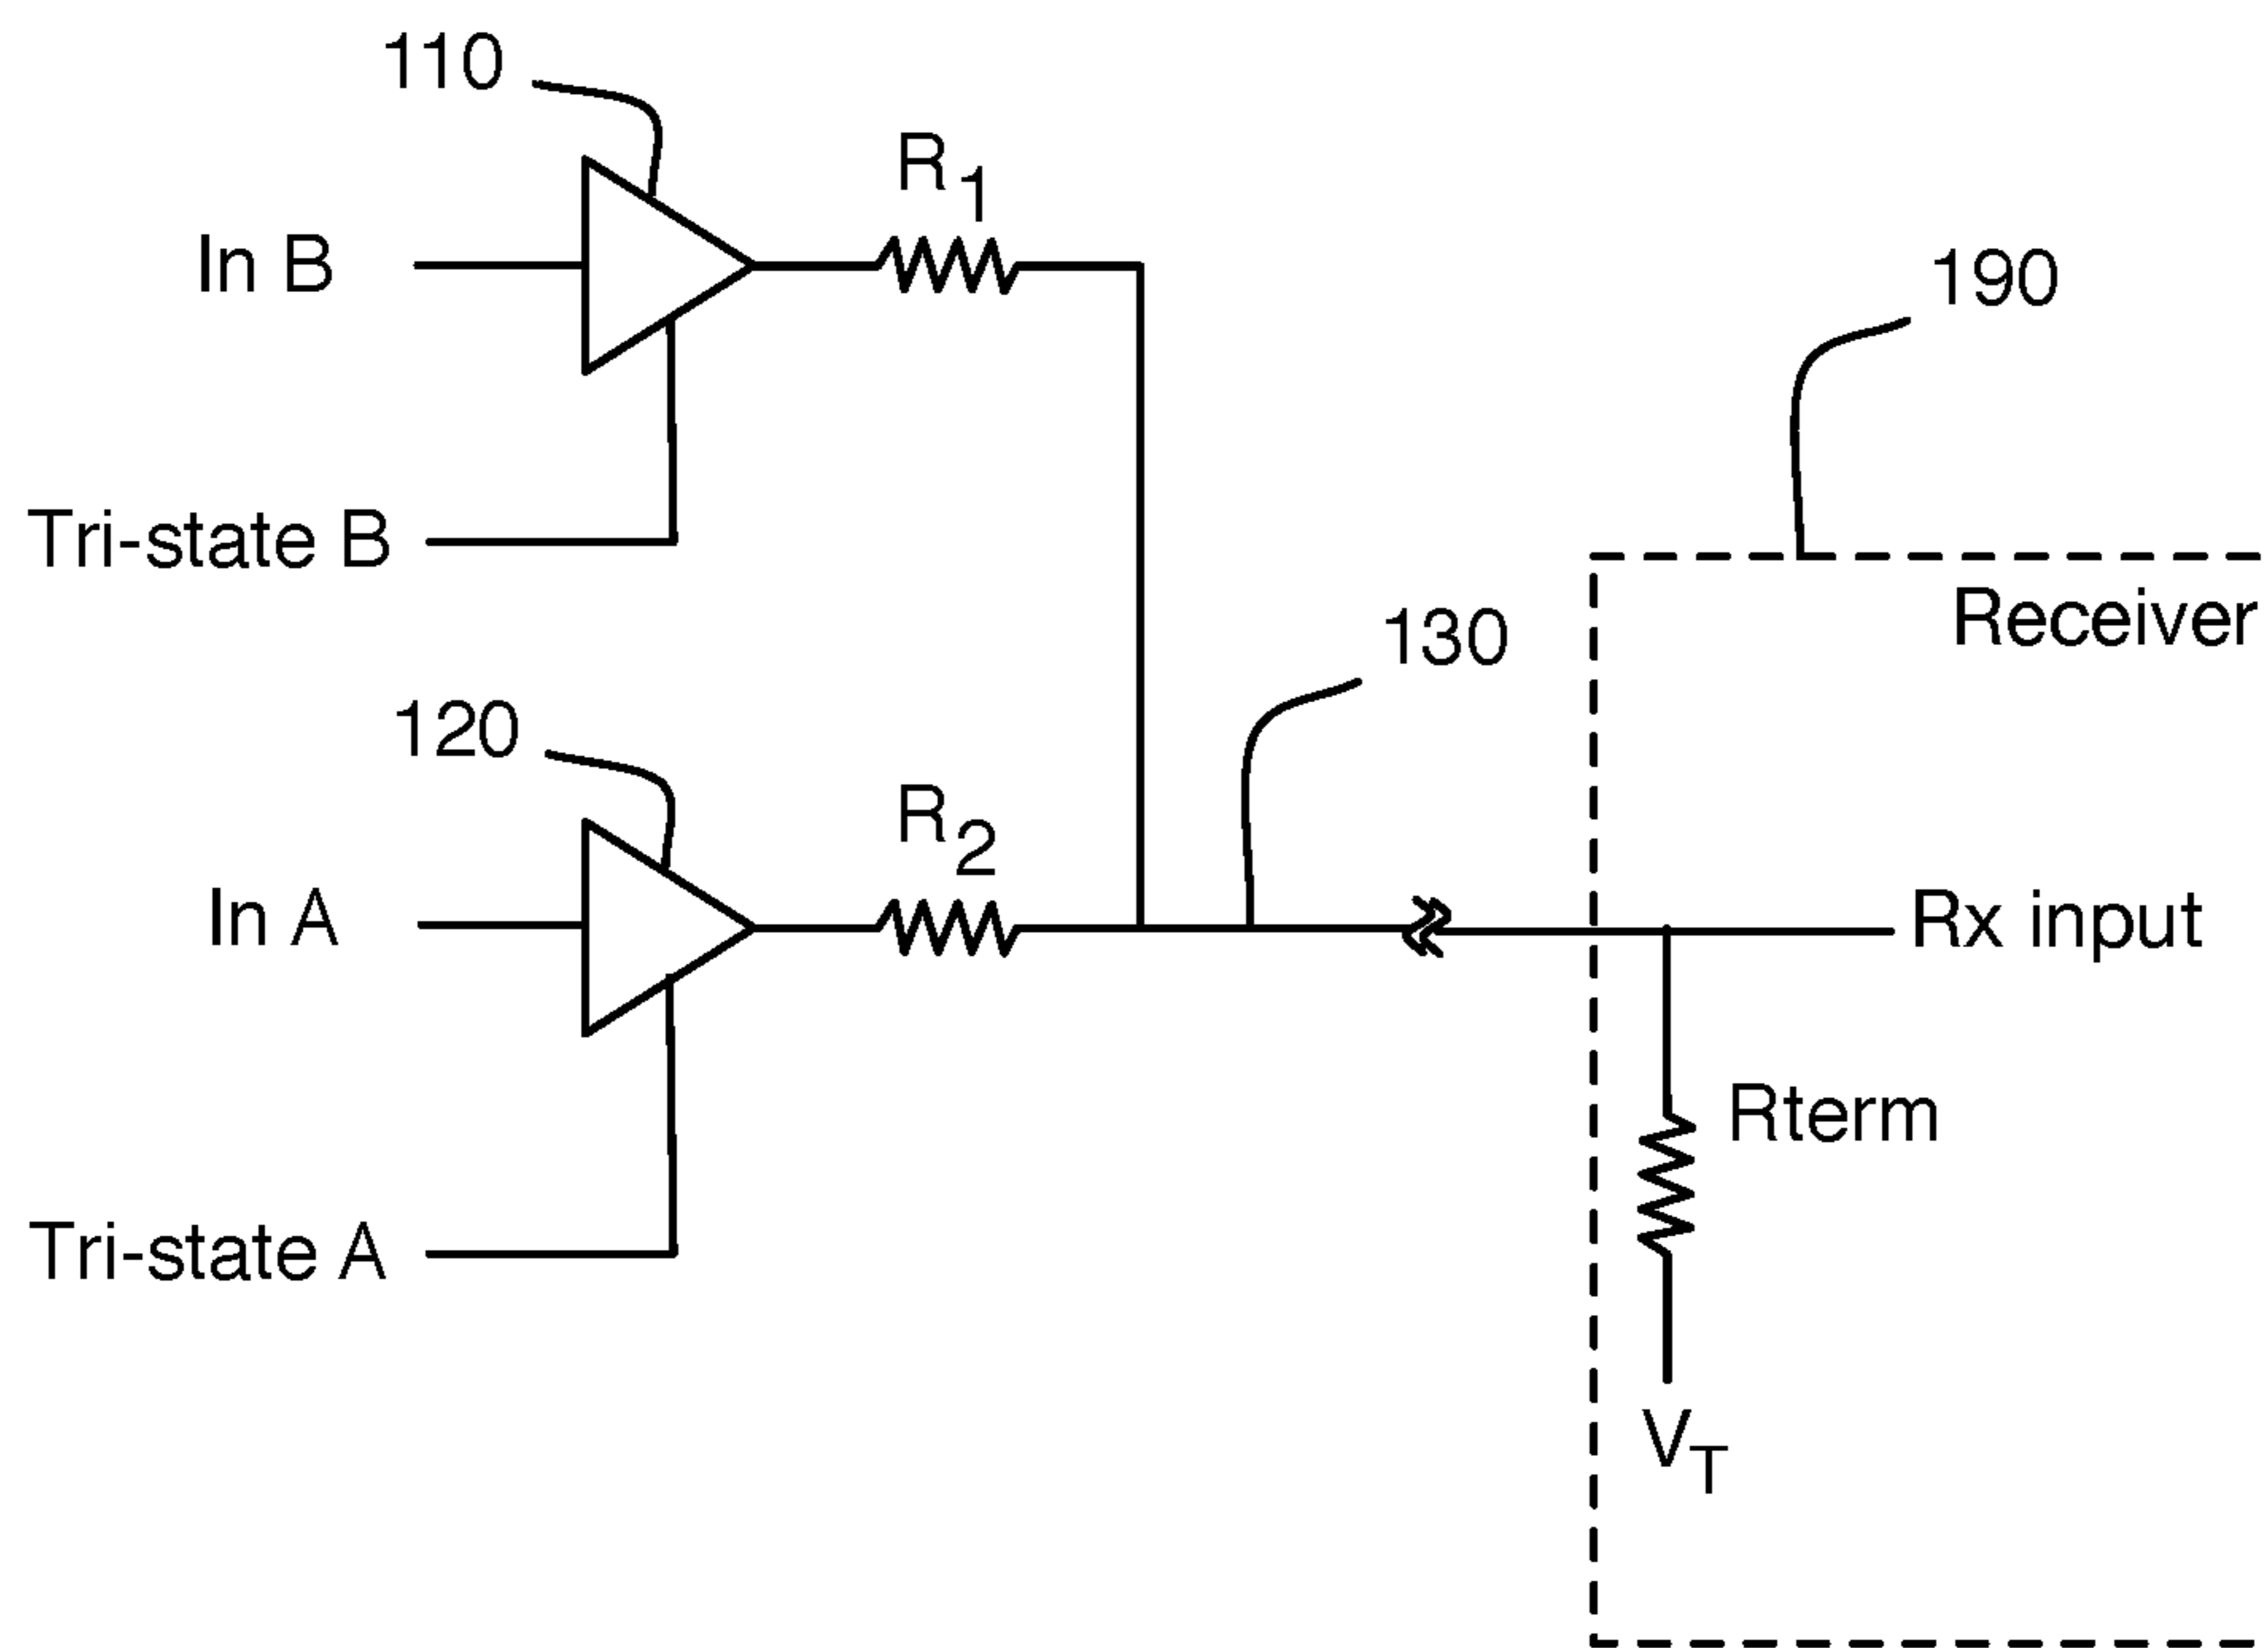 110
R1
In B
190
Tri-state B
Receiver
130
120
R2
In A
Rx input
Rterm
Tri-state A
VT